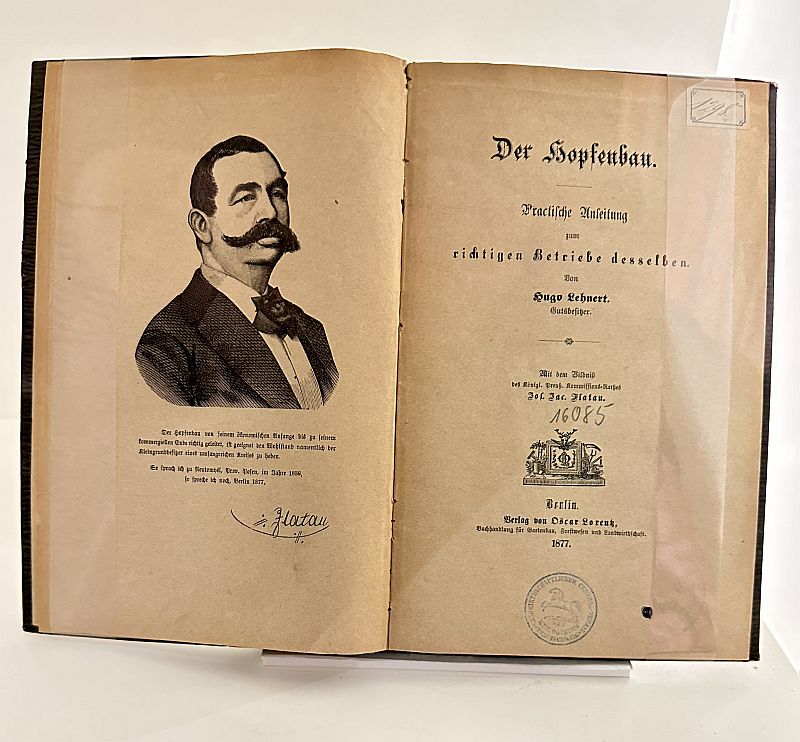 Der Hopfenbau von seinem ökonomischen Anfange bis zu seinem
kommerziellen Ende richtig geleitet, ist geeignet den Wohlstand namentlich der
Kleingrundbesitzer eines umfangreichen Kreises zu heben.
So sprach ich zu Neutomysl, Prov. Posen, im Jahre 1859,
so spreche ich noch, Berlin 1877,
J. Flatau
1298
Der Hopfenbau.
Practische Anleitung
zum
richtigen Betriebe desselben.
Von
Hugo Lehnert.
Gutsbesitzer.
Mit dem Bildniß
des Königl. Preuß. Kommissions-Rathes
Jos. Jac. Flatau.
16085
Berlin.
Verlag von Oscar Lorentz,
Buchhandlung für Gartenbau, Forstwesen und Landwirthschaft.
1877.